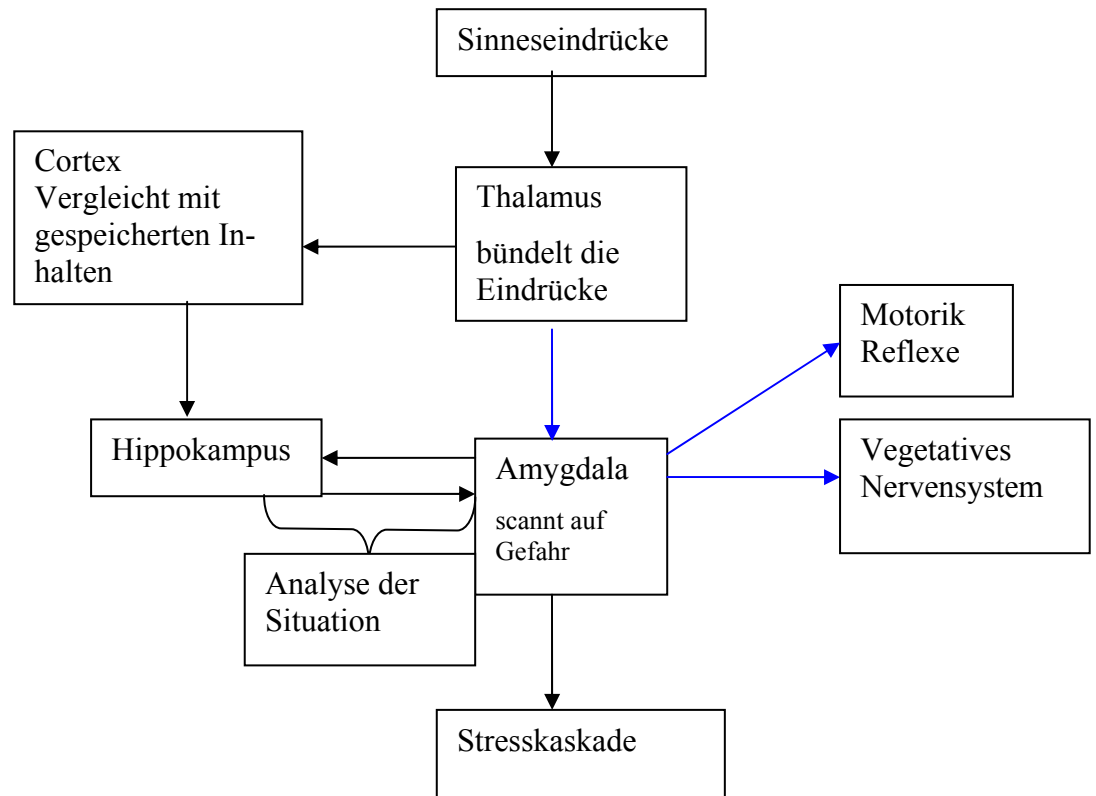 Sinneseindrücke
Cortex
Vergleicht mit
gespeicherten In-
halten
Thalamus
bündelt die
Eindrücke
Motorik
Reflexe
Hippokampus
Amygdala
scannt auf
Gefahr
Vegetatives
Nervensystem
Analyse der
Situation
Stresskaskade